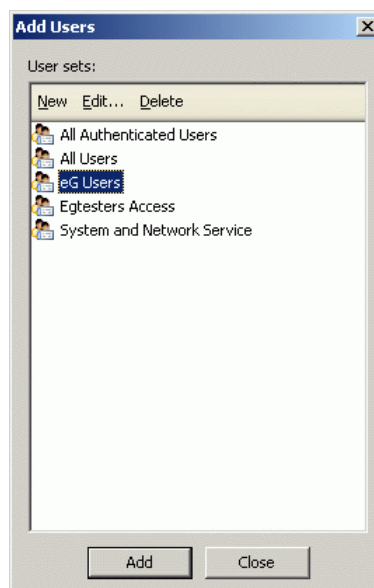 Add Users
User sets:
New Edit... Delete
All Authenticated Users
All Users
eG Users
Egtesters Access
System and Network Service
Add Close